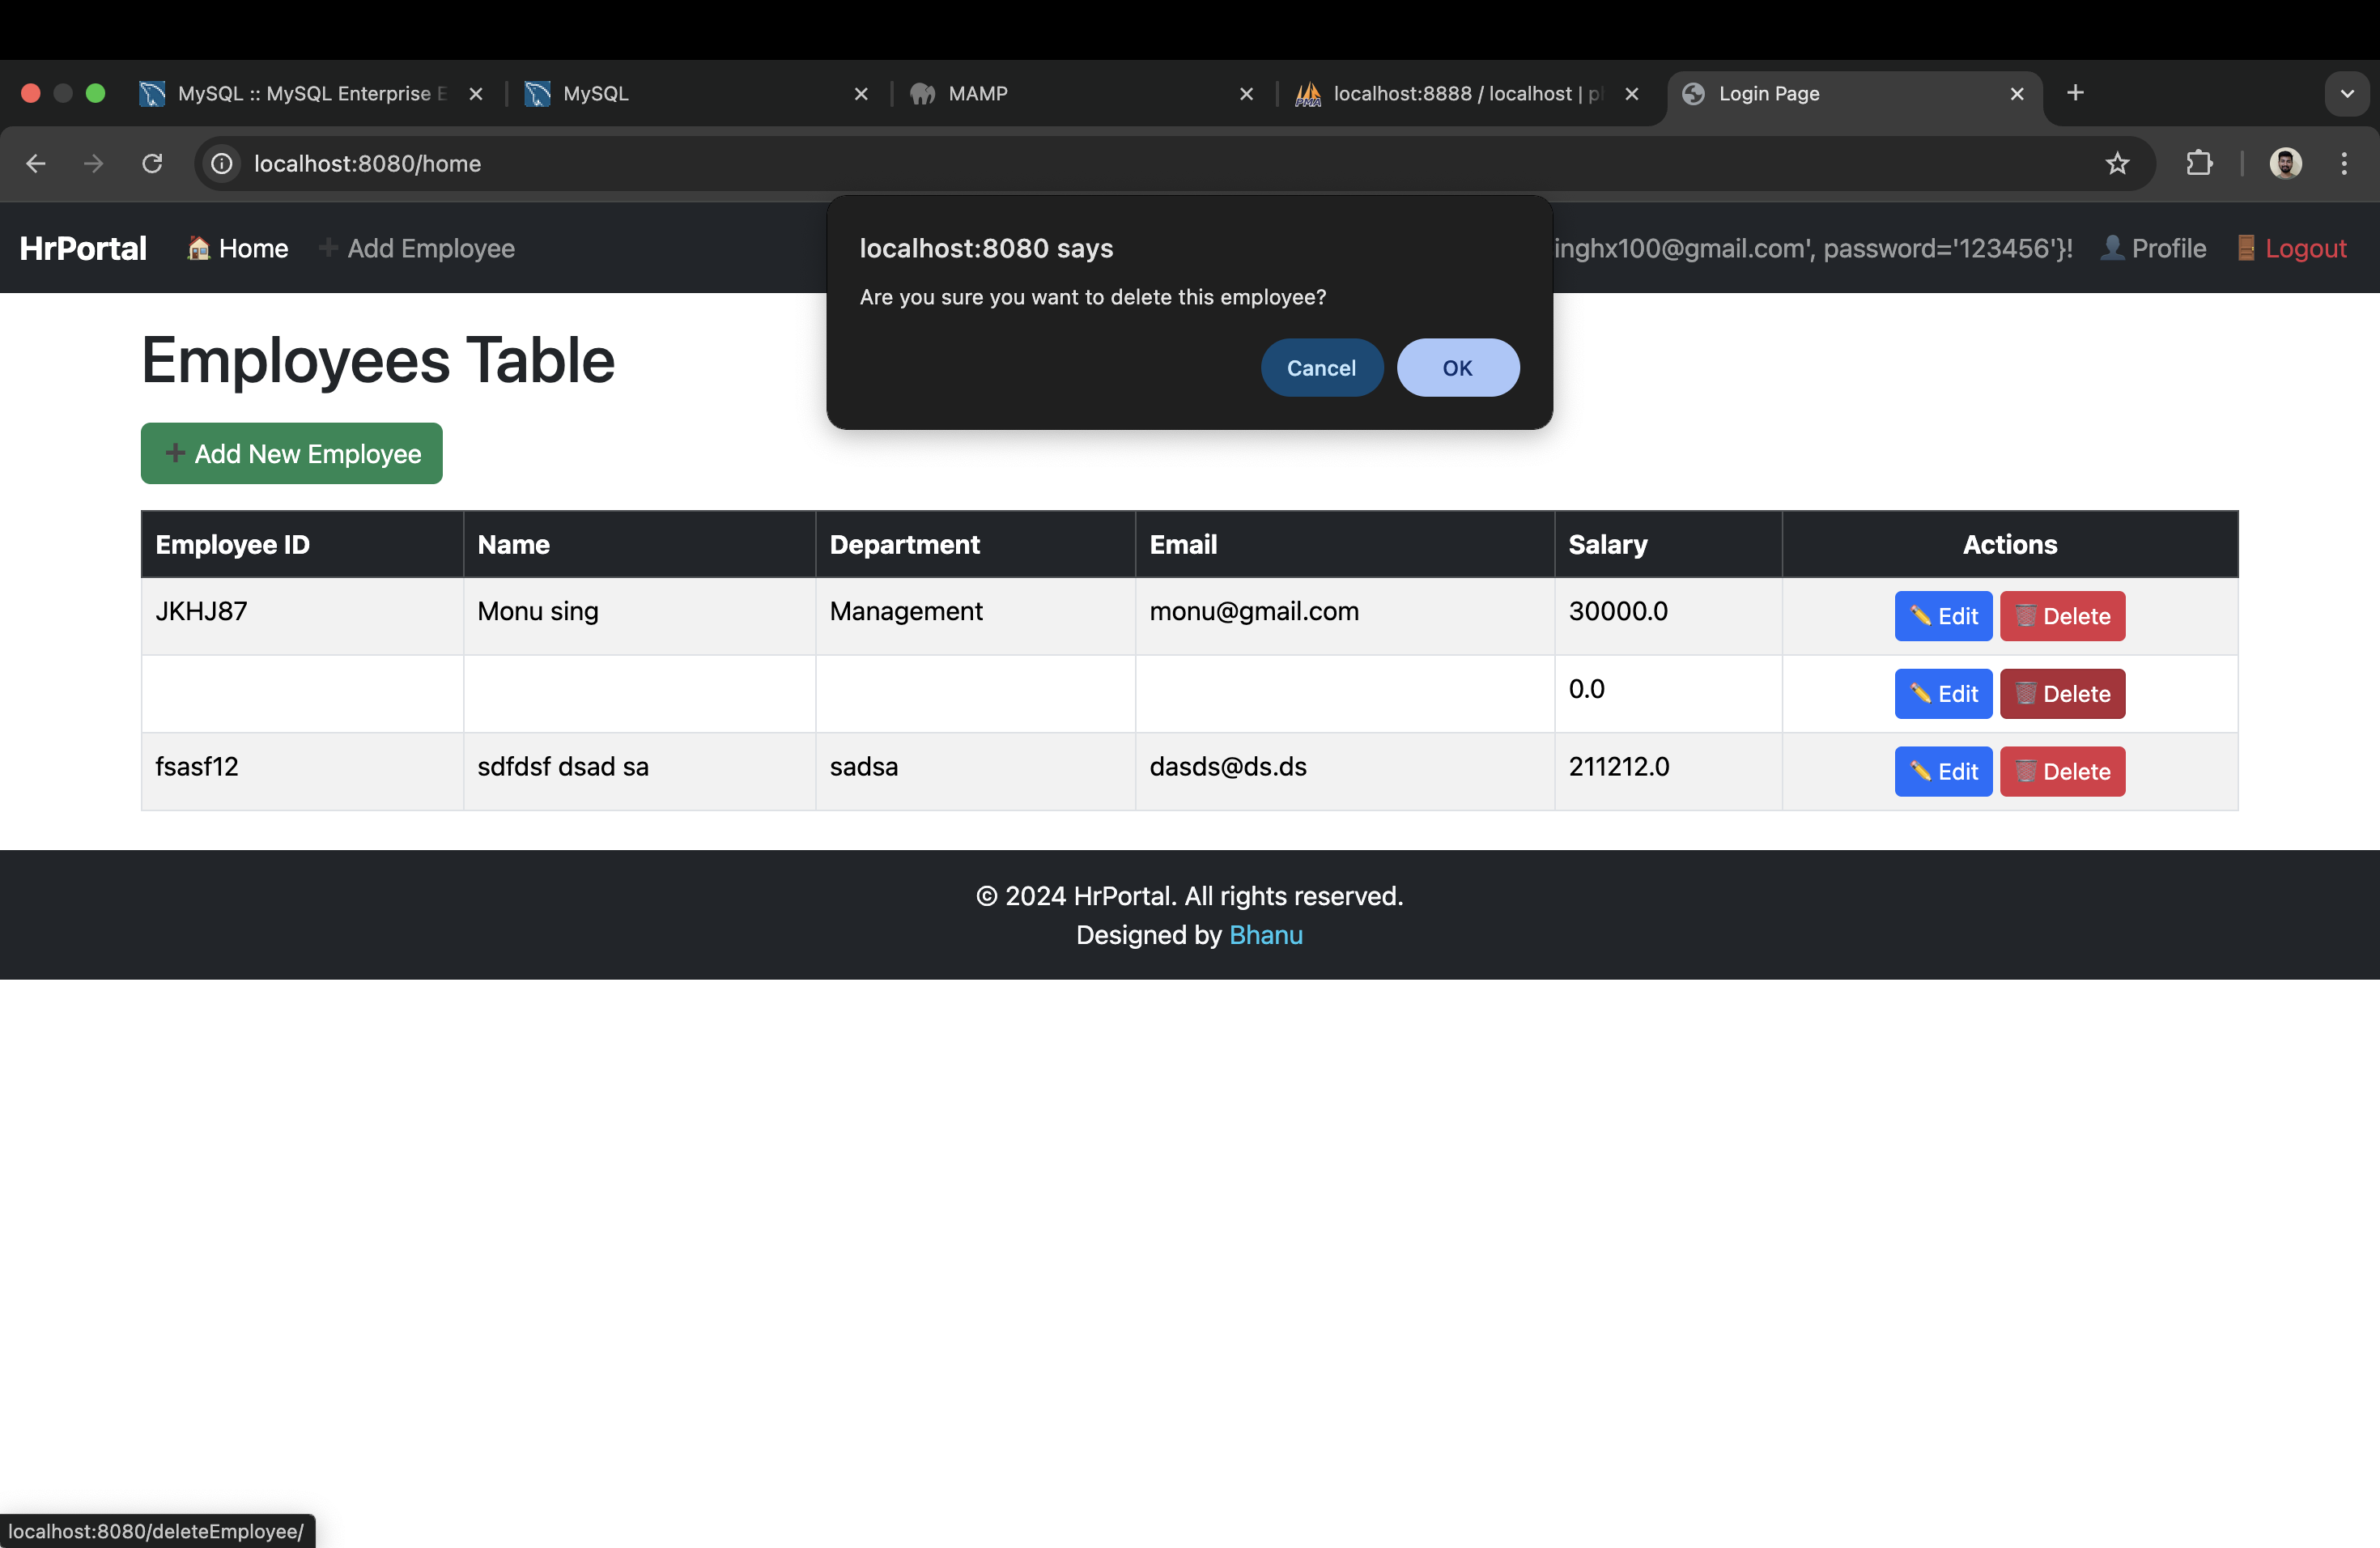 MySQL :: MySQL Enterprise E
MySQL
MAMP
localhost:8888 / localhost | p
Login Page
localhost:8080/home
HrPortal
Home
Add Employee
inghx100@gmail.com', password='123456'}!
Profile
Logout
localhost:8080 says
Are you sure you want to delete this employee?
Cancel
OK
Employees Table
Add New Employee
Employee ID Name Department Email Salary Actions
JKHJ87 Monu sing Management monu@gmail.com 30000.0 Edit Delete
0.0 Edit Delete
fsasf12 sdfdsf dsad sa sadsa dasds@ds.ds 211212.0 Edit Delete
© 2024 HrPortal. All rights reserved.
Designed by Bhanu
localhost:8080/deleteEmployee/